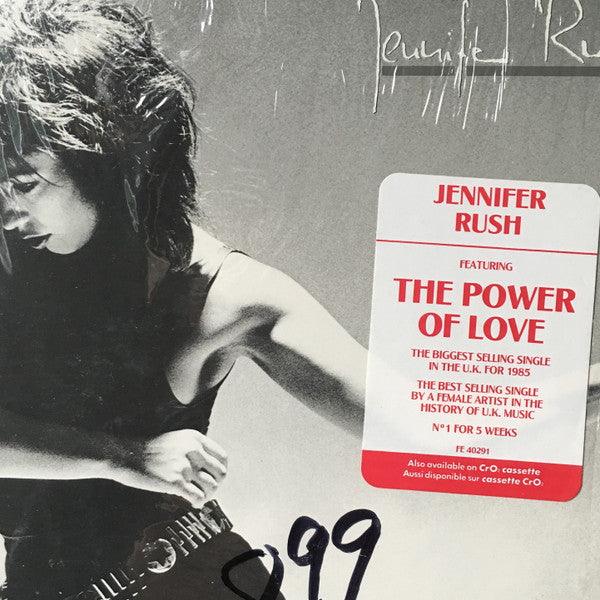 Jennifer Ru
JENNIFER
RUSH
FEATURING
THE POWER
OF LOVE
THE BIGGEST SELLING SINGLE
IN THE U.K. FOR 1985
THE BEST SELLING SINGLE
BY A FEMALE ARTIST IN THE
HISTORY OF U.K. MUSIC
Nº1 FOR 5 WEEKS
FE 40291
Also available on CrO₂ cassette
Aussi disponible sur cassette CrO₂
899